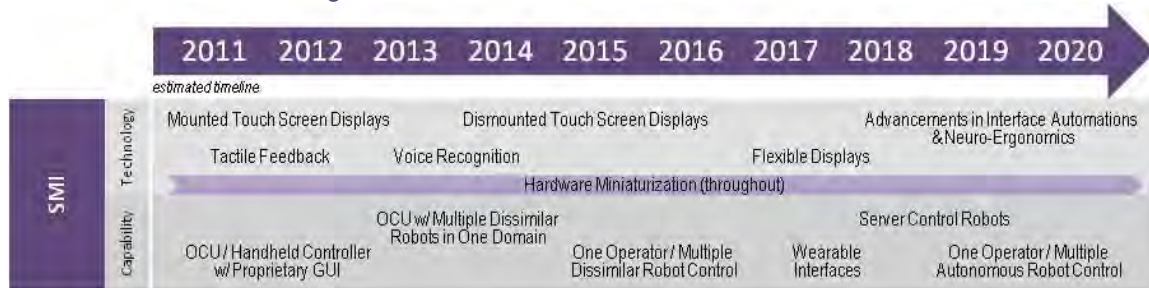 2011 2012 2013 2014 2015 2016 2017 2018 2019 2020
estimated timeline
SMI
Technology
Mounted Touch Screen Displays
Dismounted Touch Screen Displays
Advancements in Interface Automations
& Neuro-Ergonomics
Tactile Feedback
Voice Recognition
Flexible Displays
Hardware Miniaturization (throughout)
Capability
OCU w/ Multiple Dissimilar
Robots in One Domain
Server Control Robots
OCU / Handheld Controller
w/ Proprietary GUI
One Operator / Multiple
Dissimilar Robot Control
Wearable
Interfaces
One Operator / Multiple
Autonomous Robot Control